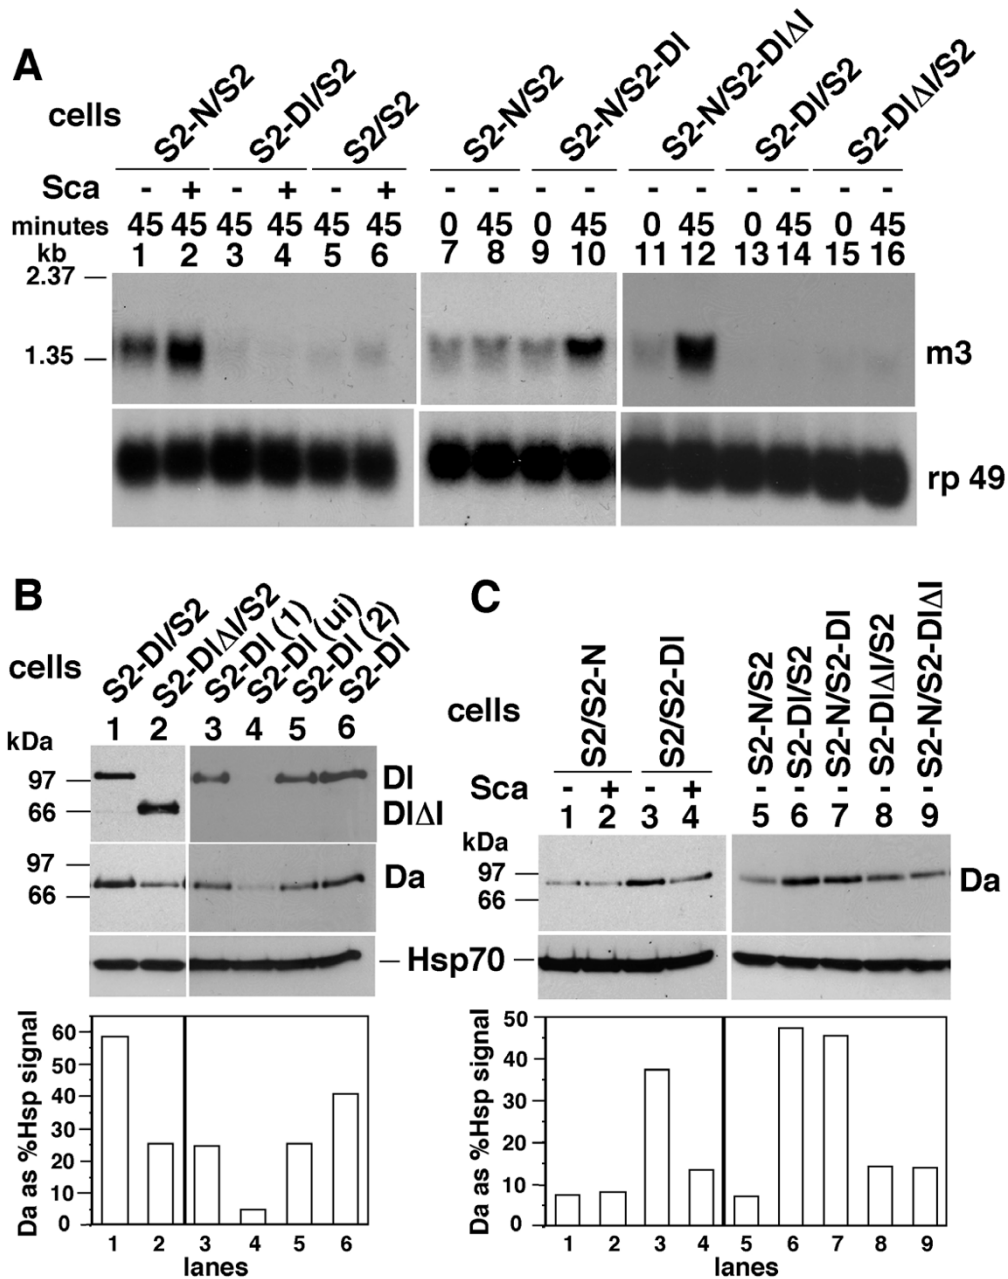 A
cells
S2-N/S2 S2-Dl/S2 S2/S2 S2-N/S2 S2-N/S2-Dl S2-N/S2-DlΔI S2-Dl/S2 S2-DlΔI/S2
Sca - + - + - + - - - - - - - - - -
minutes 45 45 45 45 45 45 0 45 0 45 0 45 0 45 0 45
kb 1 2 3 4 5 6 7 8 9 10 11 12 13 14 15 16
2.37
1.35
m3
rp 49
B
cells
S2-Dl/S2 S2-DlΔI/S2 S2-Dl (1) S2-Dl (ui) S2-Dl (2) S2-Dl
1 2 3 4 5 6
kDa
97
66
Dl
DlΔI
97
66
Da
Hsp70
Da as %Hsp signal
60
50
40
30
20
10
0
1 2 3 4 5 6
lanes
C
cells
S2/S2-N S2/S2-Dl S2-N/S2 S2-Dl/S2 S2-N/S2-Dl S2-DlΔI/S2 S2-N/S2-DlΔI
Sca - + - + - - - - -
1 2 3 4 5 6 7 8 9
kDa
97
66
Da
Da as %Hsp signal
50
40
30
20
10
0
1 2 3 4 5 6 7 8 9
lanes